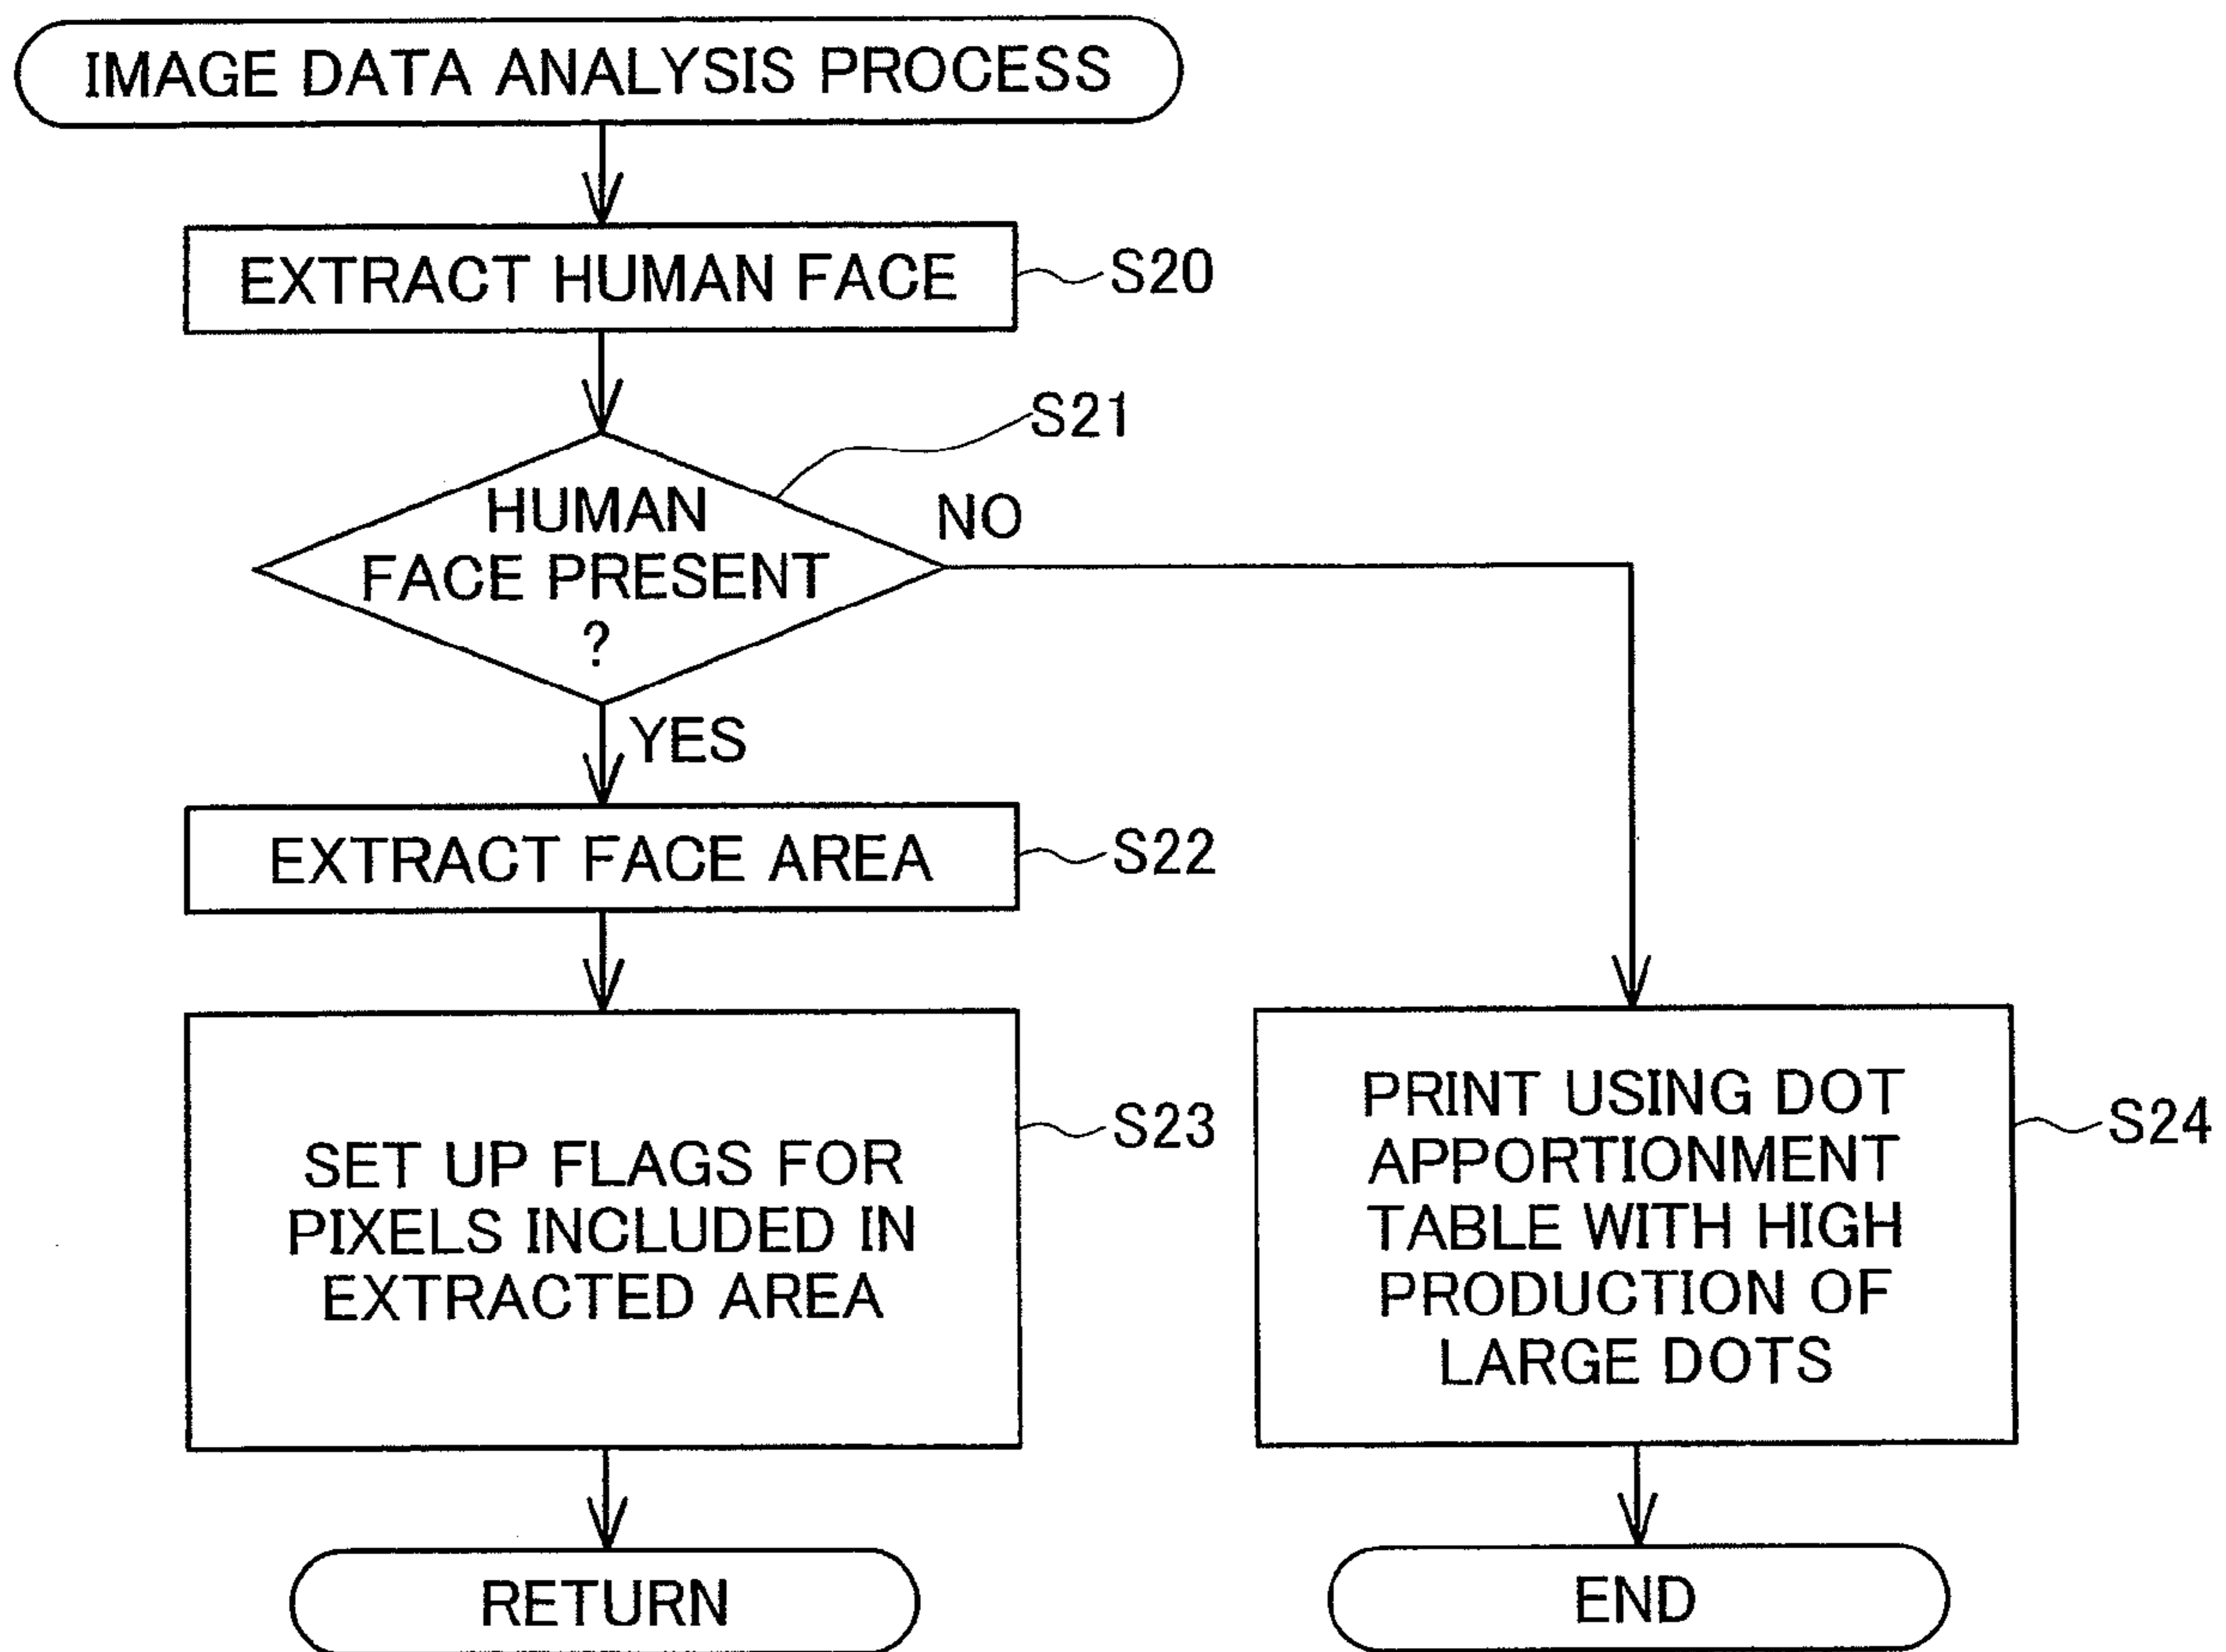 IMAGE DATA ANALYSIS PROCESS
EXTRACT HUMAN FACE
S20
S21
HUMAN
FACE PRESENT
?
NO
YES
EXTRACT FACE AREA
S22
SET UP FLAGS FOR
PIXELS INCLUDED IN
EXTRACTED AREA
S23
PRINT USING DOT
APPORTIONMENT
TABLE WITH HIGH
PRODUCTION OF
LARGE DOTS
S24
RETURN
END